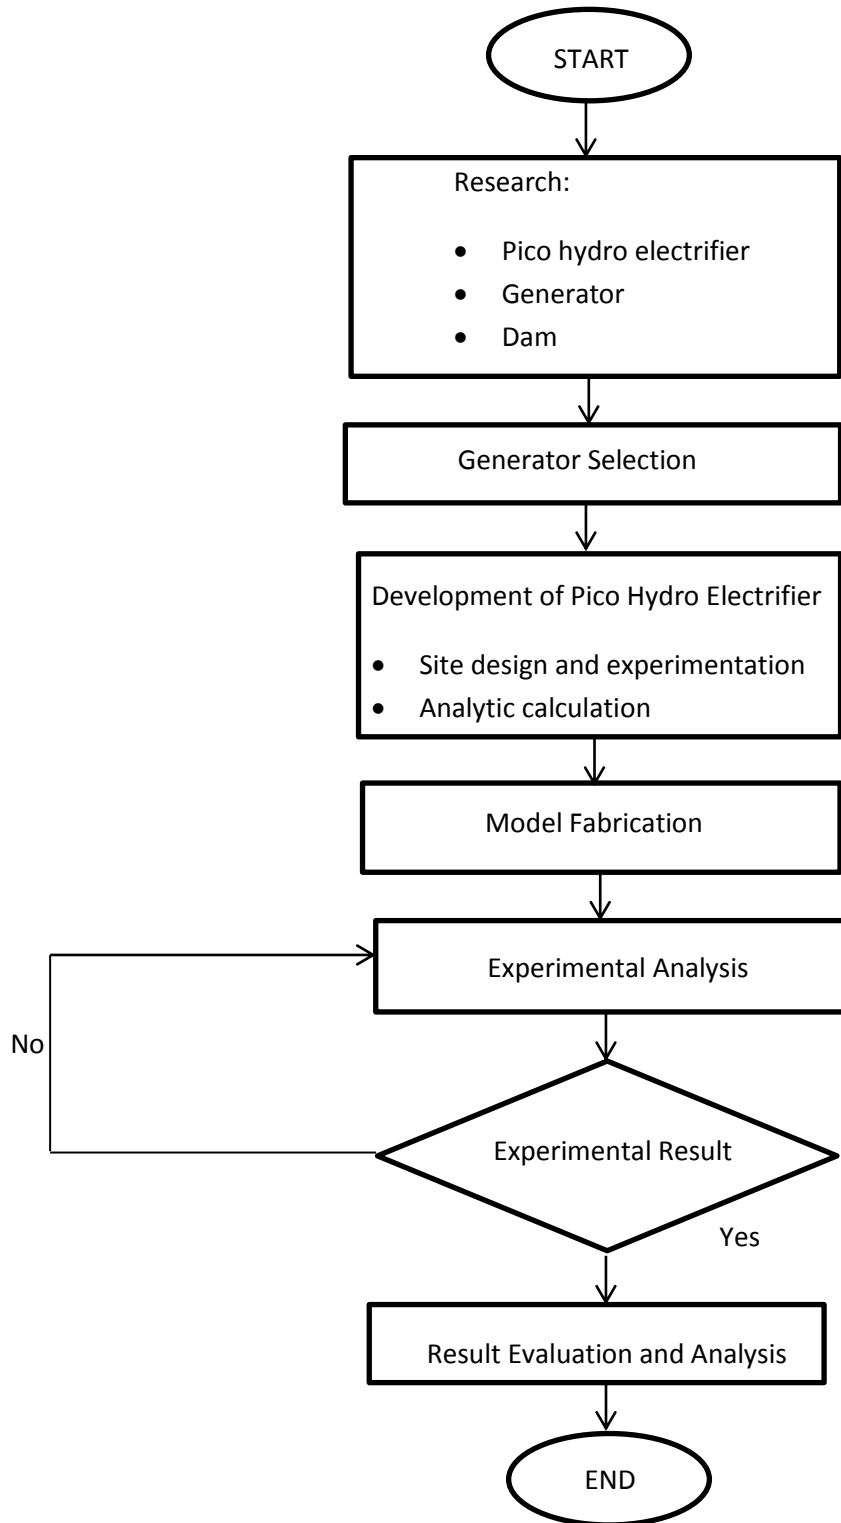 START
Research:
• Pico hydro electrifier
• Generator
• Dam
Generator Selection
Development of Pico Hydro Electrifier
• Site design and experimentation
• Analytic calculation
Model Fabrication
Experimental Analysis
No
Experimental Result
Yes
Result Evaluation and Analysis
END